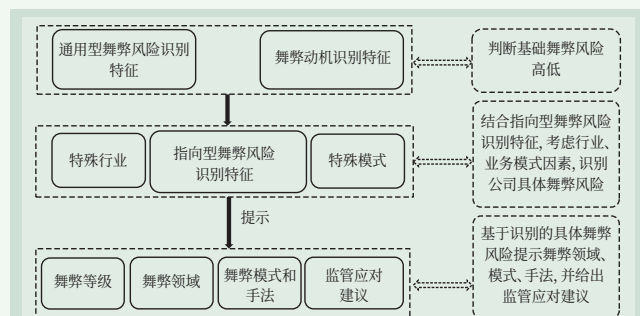 通用型舞弊风险识别
特征
舞弊动机识别特征
判断基础舞弊风险
高低
特殊行业
指向型舞弊风险
识别特征
特殊模式
结合指向型舞弊风险
识别特征, 考虑行业、
业务模式因素, 识别
公司具体舞弊风险
提示
舞弊等级
舞弊领域
舞弊模式和
手法
监管应对
建议
基于识别的具体舞弊
风险提示舞弊领域、
模式、手法, 并给出
监管应对建议